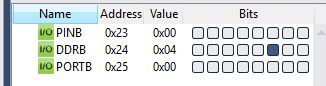 Name Address Value Bits
I/O PINB 0x23 0x00
I/O DDRB 0x24 0x04
I/O PORTB 0x25 0x00